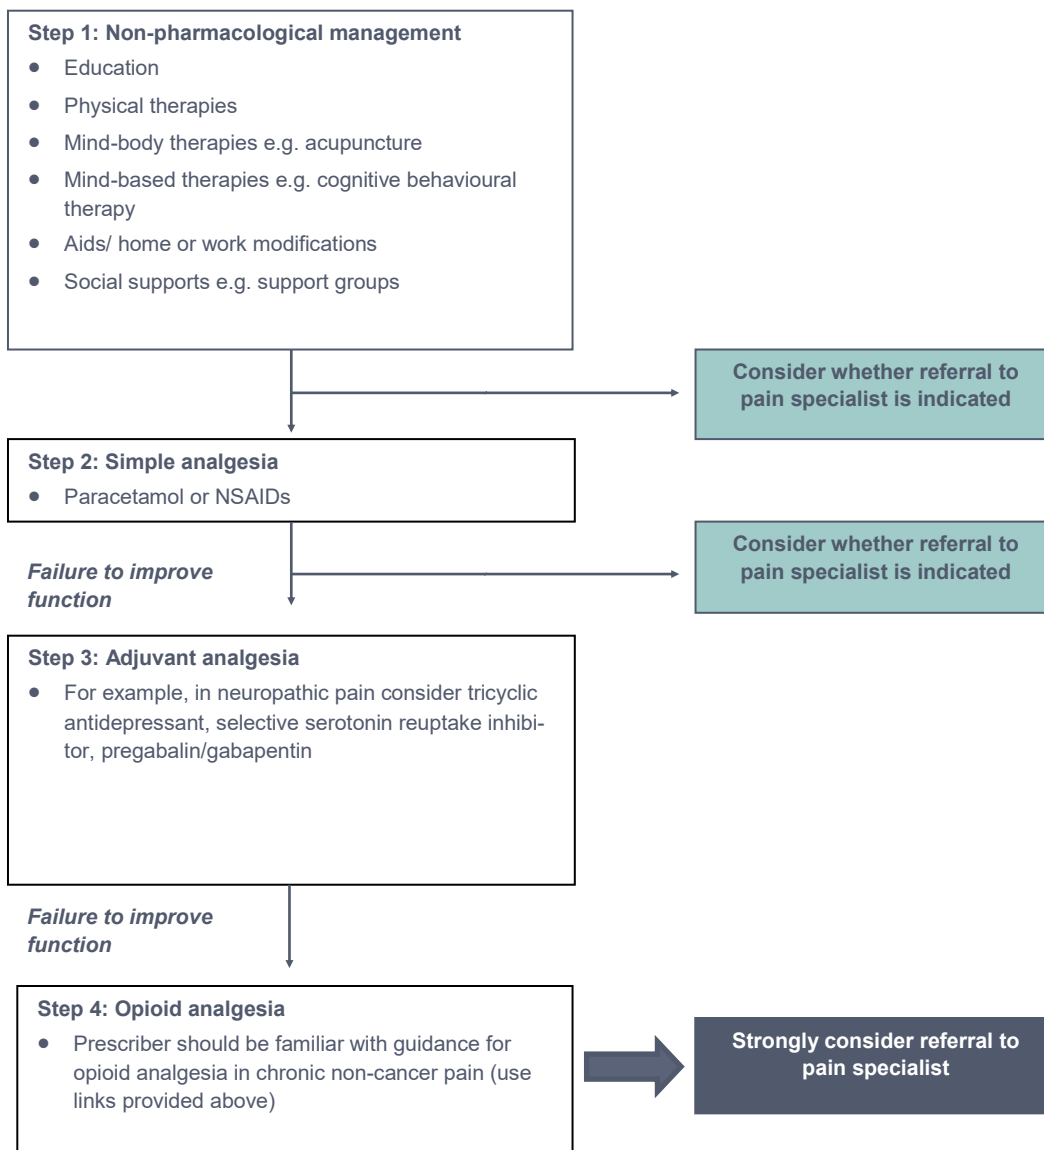 Step 1: Non-pharmacological management
● Education
● Physical therapies
● Mind-body therapies e.g. acupuncture
● Mind-based therapies e.g. cognitive behavioural
therapy
● Aids/ home or work modifications
● Social supports e.g. support groups
Consider whether referral to
pain specialist is indicated
Step 2: Simple analgesia
● Paracetamol or NSAIDs
Failure to improve
function
Consider whether referral to
pain specialist is indicated
Step 3: Adjuvant analgesia
● For example, in neuropathic pain consider tricyclic
antidepressant, selective serotonin reuptake inhibi-
tor, pregabalin/gabapentin
Failure to improve
function
Step 4: Opioid analgesia
● Prescriber should be familiar with guidance for
opioid analgesia in chronic non-cancer pain (use
links provided above)
Strongly consider referral to
pain specialist